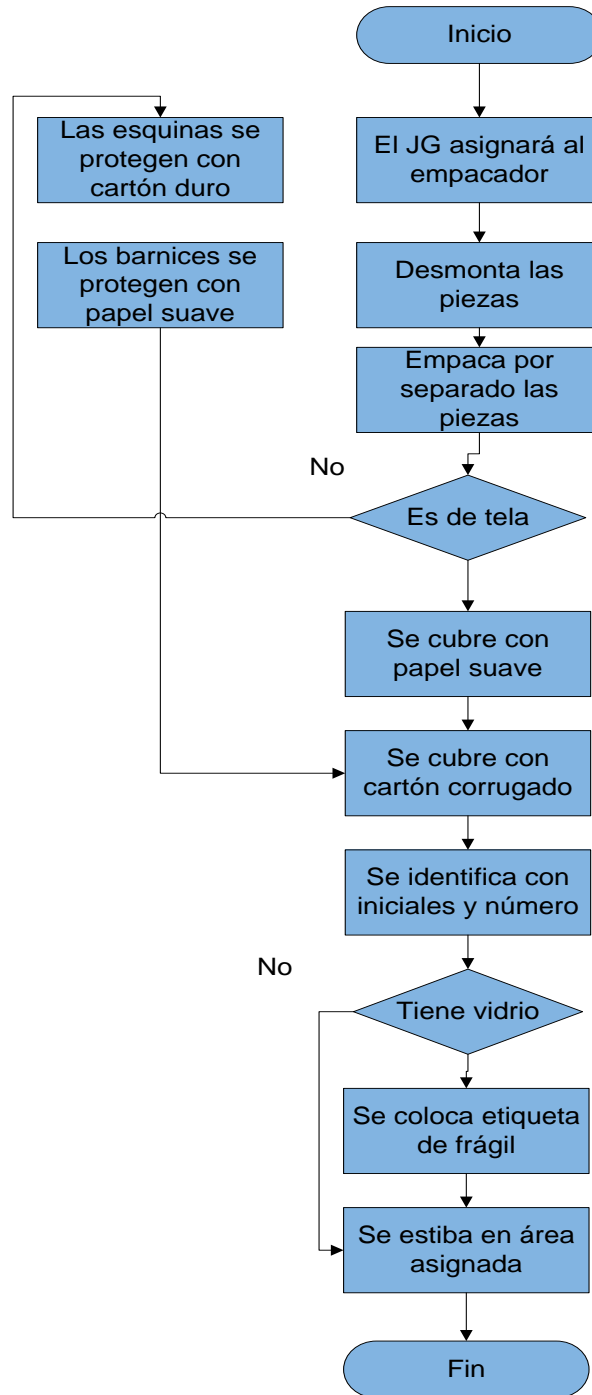 Inicio
Las esquinas se
protegen con
cartón duro
El JG asignará al
empacador
Los barnices se
protegen con
papel suave
Desmonta las
piezas
Empaca por
separado las
piezas
No
Es de tela
Se cubre con
papel suave
Se cubre con
cartón corrugado
Se identifica con
iniciales y número
No
Tiene vidrio
Se coloca etiqueta
de frágil
Se estiba en área
asignada
Fin